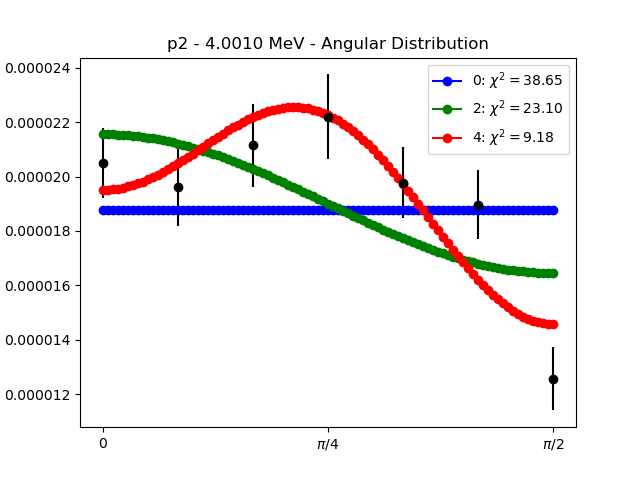 p2 - 4.0010 MeV - Angular Distribution
0.000024
0.000022
0.000020
0.000018
0.000016
0.000014
0.000012
0: χ² = 38.65
2: χ² = 23.10
4: χ² = 9.18
0
π/4
π/2